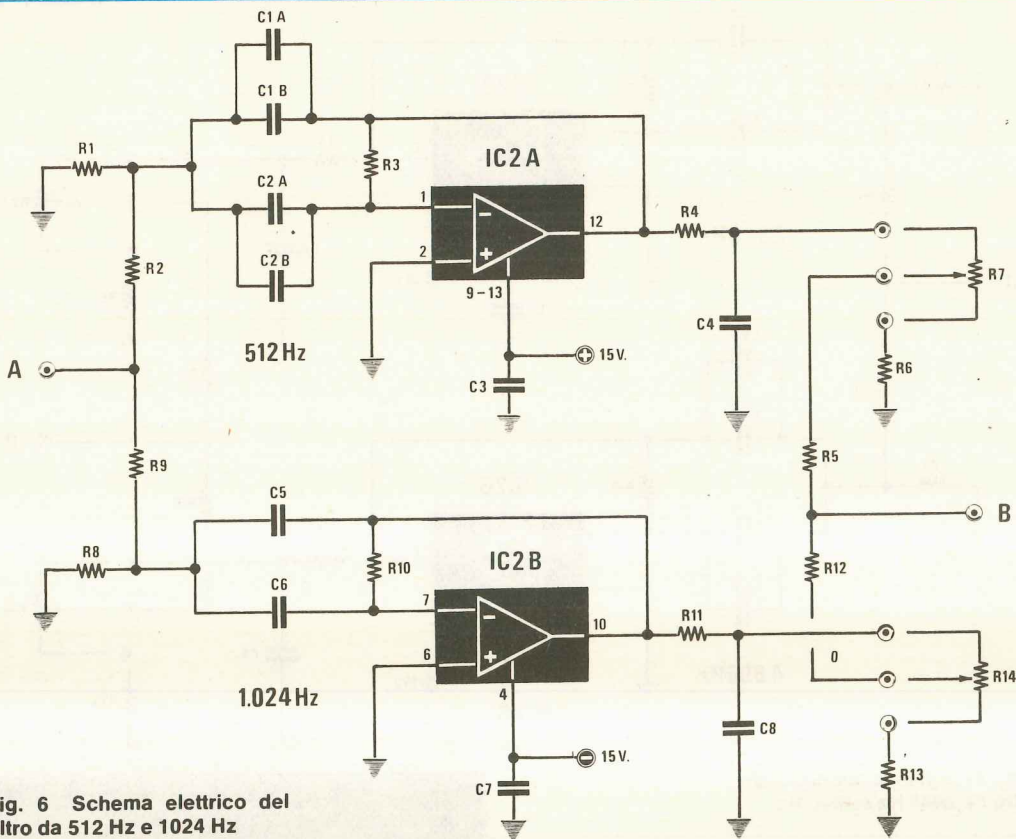 C1 A
C1 B
R1
R3
IC2 A
C2 A
1
-
12
R4
R2
2
+
R7
C2 B
9-13
A
512 Hz
C4
+ 15 V.
R6
C3
R9
R5
B
C5
R8
R10
IC2 B
R12
C6
7
-
10
R11
6
+
0
1.024 Hz
4
R14
- 15 V.
C8
C7
R13
ig. 6 Schema elettrico del
ltro da 512 Hz e 1024 Hz